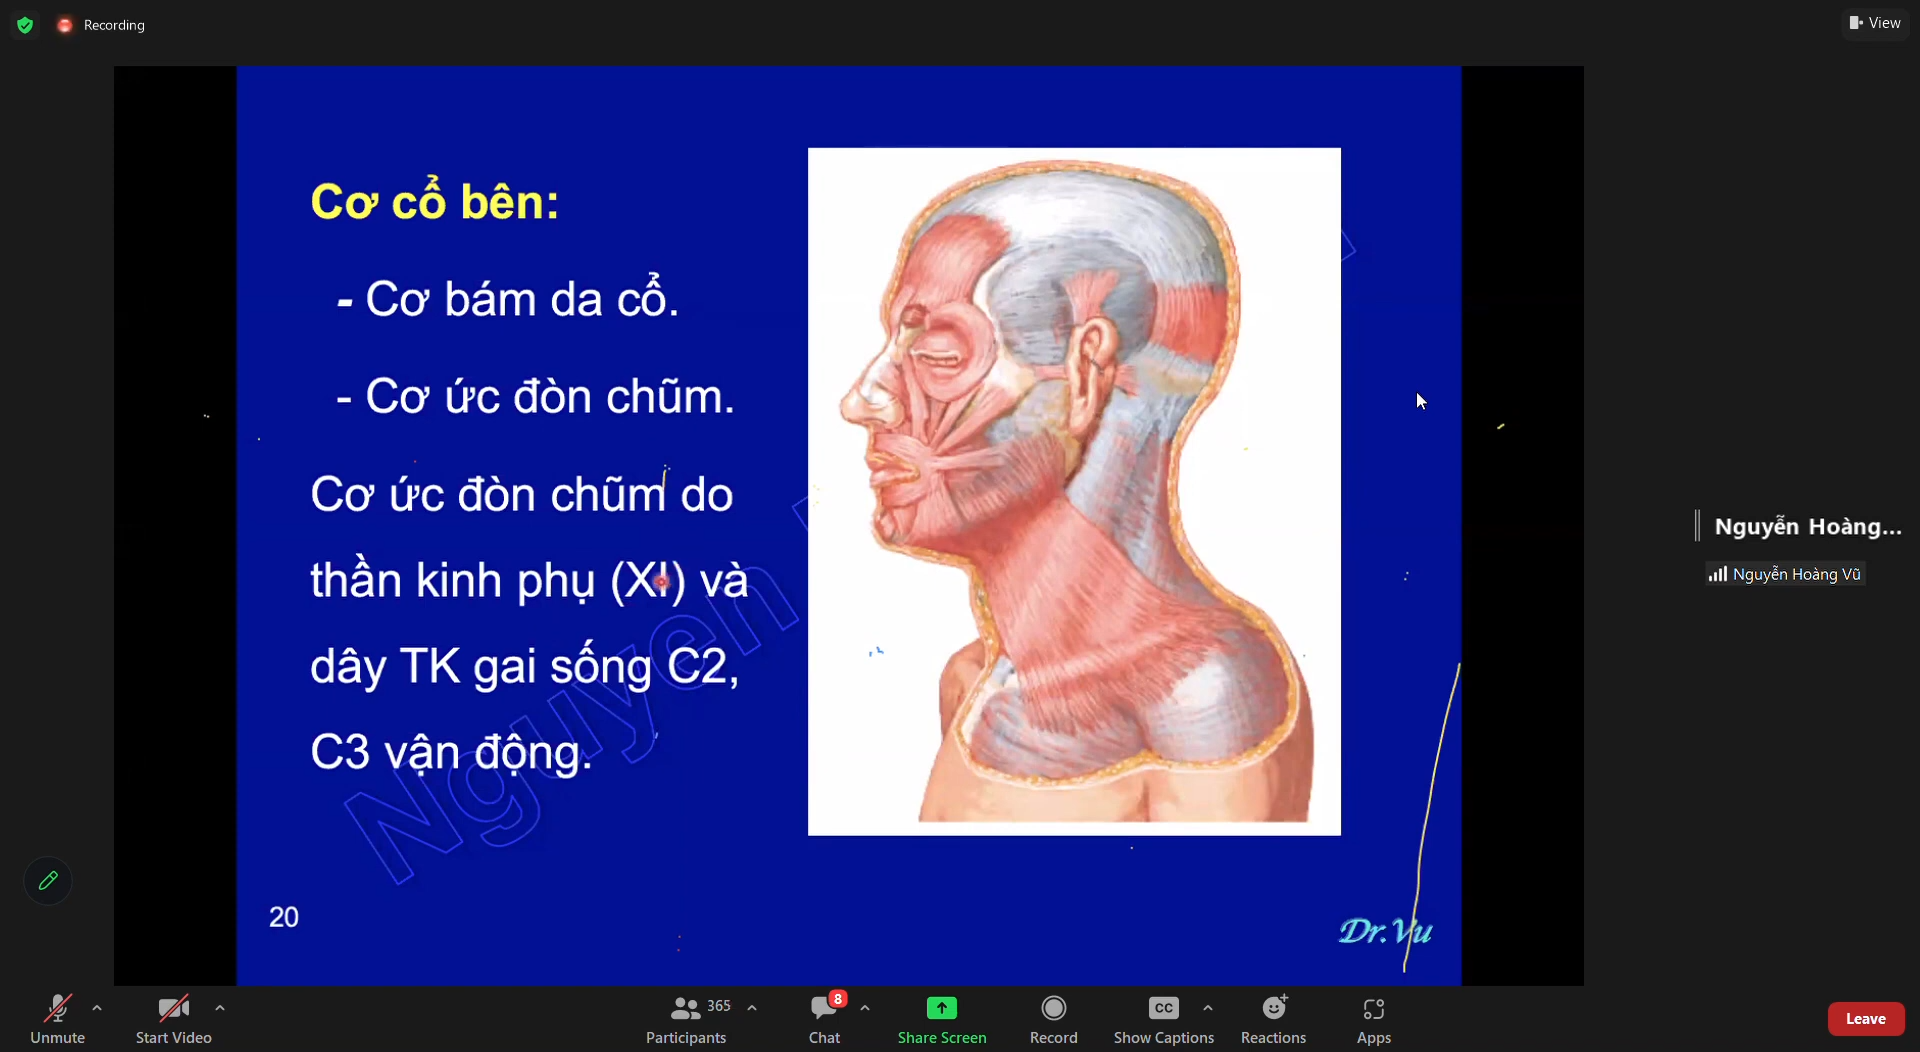 Recording
View
Cơ cổ bên:
- Cơ bám da cổ.
- Cơ ức đòn chũm.
Cơ ức đòn chũm do
thần kinh phụ (XI) và
dây TK gai sống C2,
C3 vận động.
Nguyen
20
Dr.Vu
Nguyễn Hoàng...
Nguyễn Hoàng Vũ
Unmute
Start Video
365
Participants
8
Chat
Share Screen
Record
CC
Show Captions
Reactions
Apps
Leave